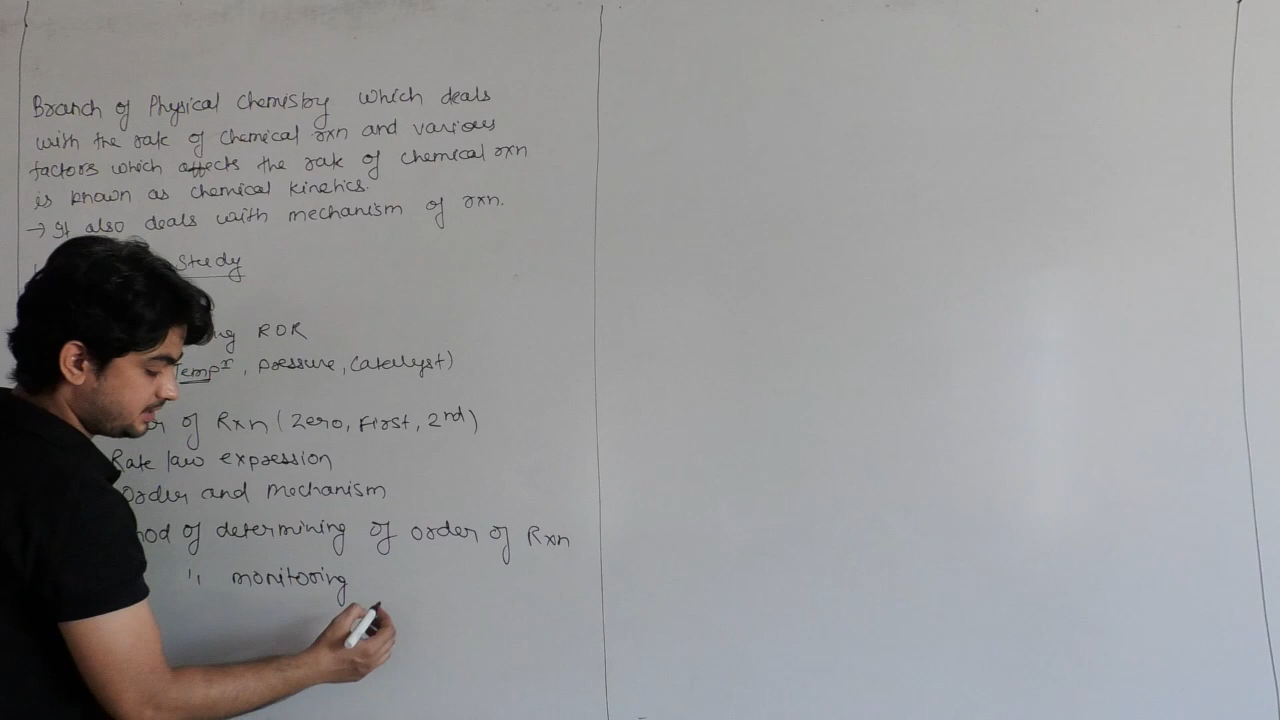 Branch of Physical Chemistry which deals
with the rate of chemical rxn and various
factors which affects the rate of chemical rxn
is known as chemical kinetics.
→ It also deals with mechanism of rxn.
Study
ng ROR
Temp^r, pressure, Catalyst)
of Rxn (Zero, First, 2nd)
Rate law expression
Order and Mechanism
hod of determining of order of Rxn
" monitoring